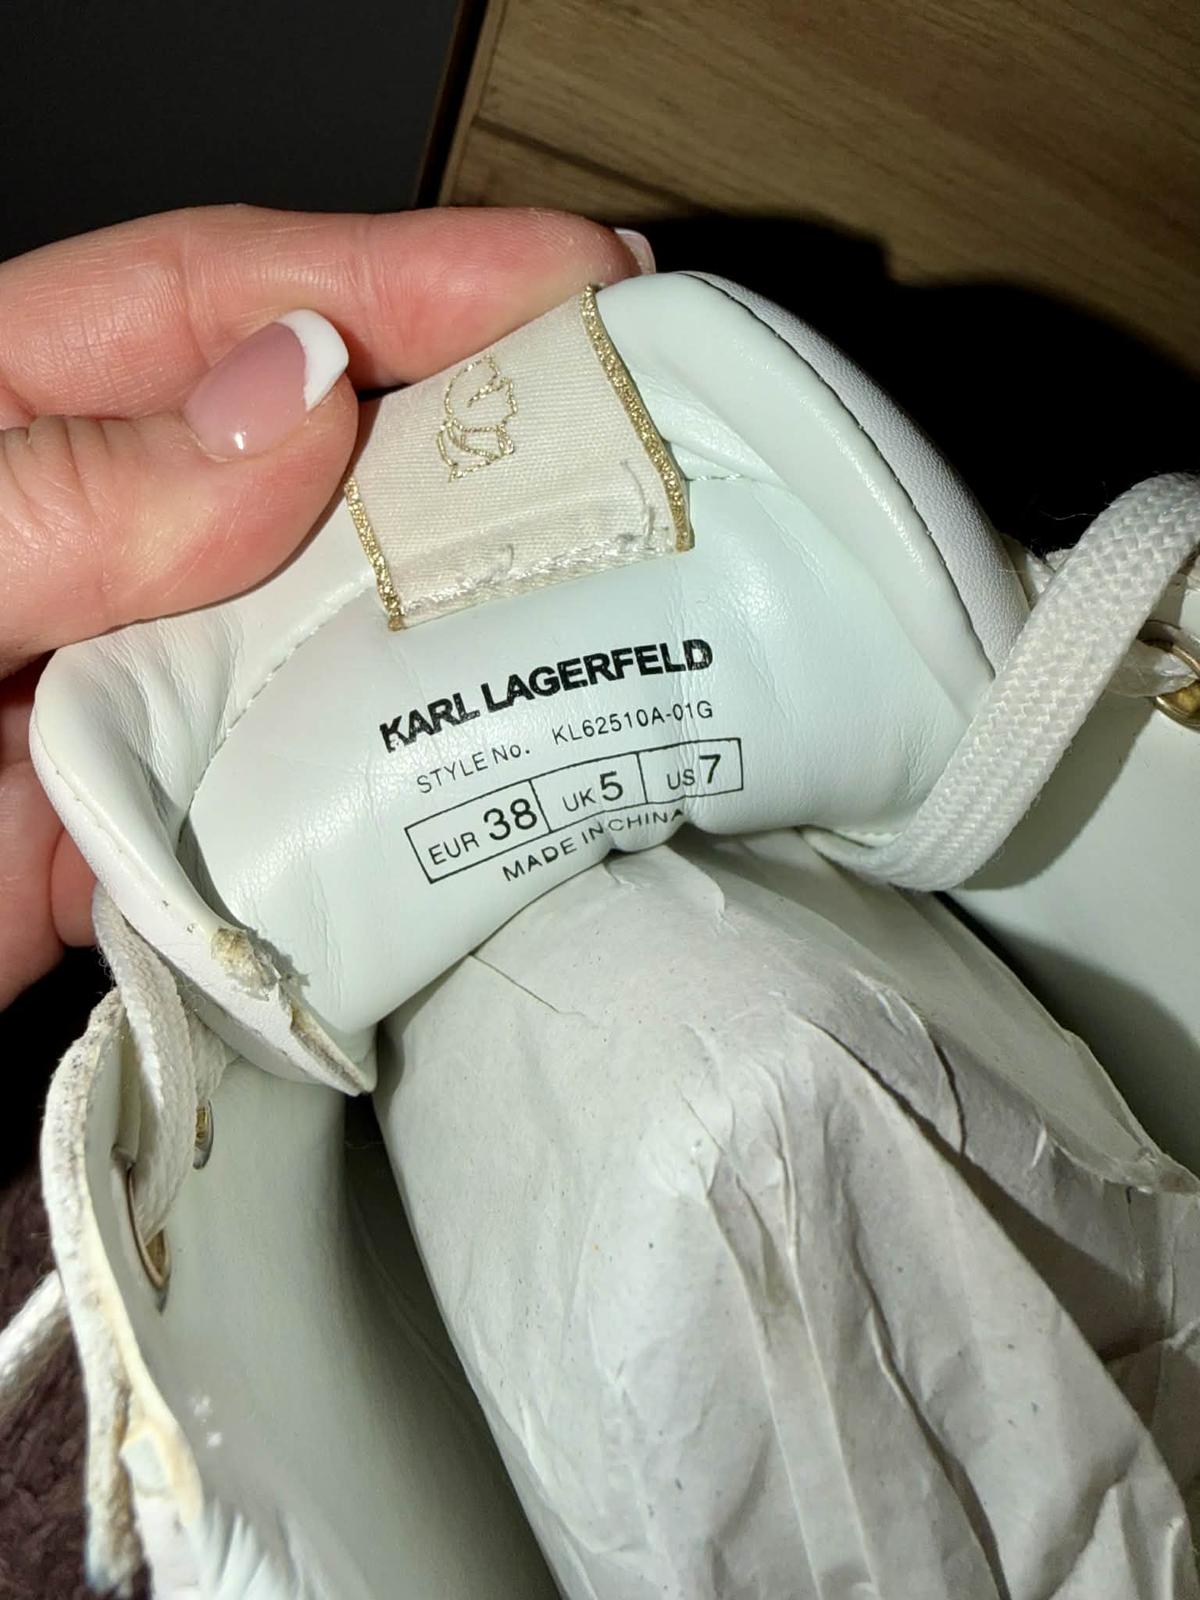 KARL LAGERFELD
STYLE No. KL62510A-01G
EUR 38 UK 5 US 7
MADE IN CHINA